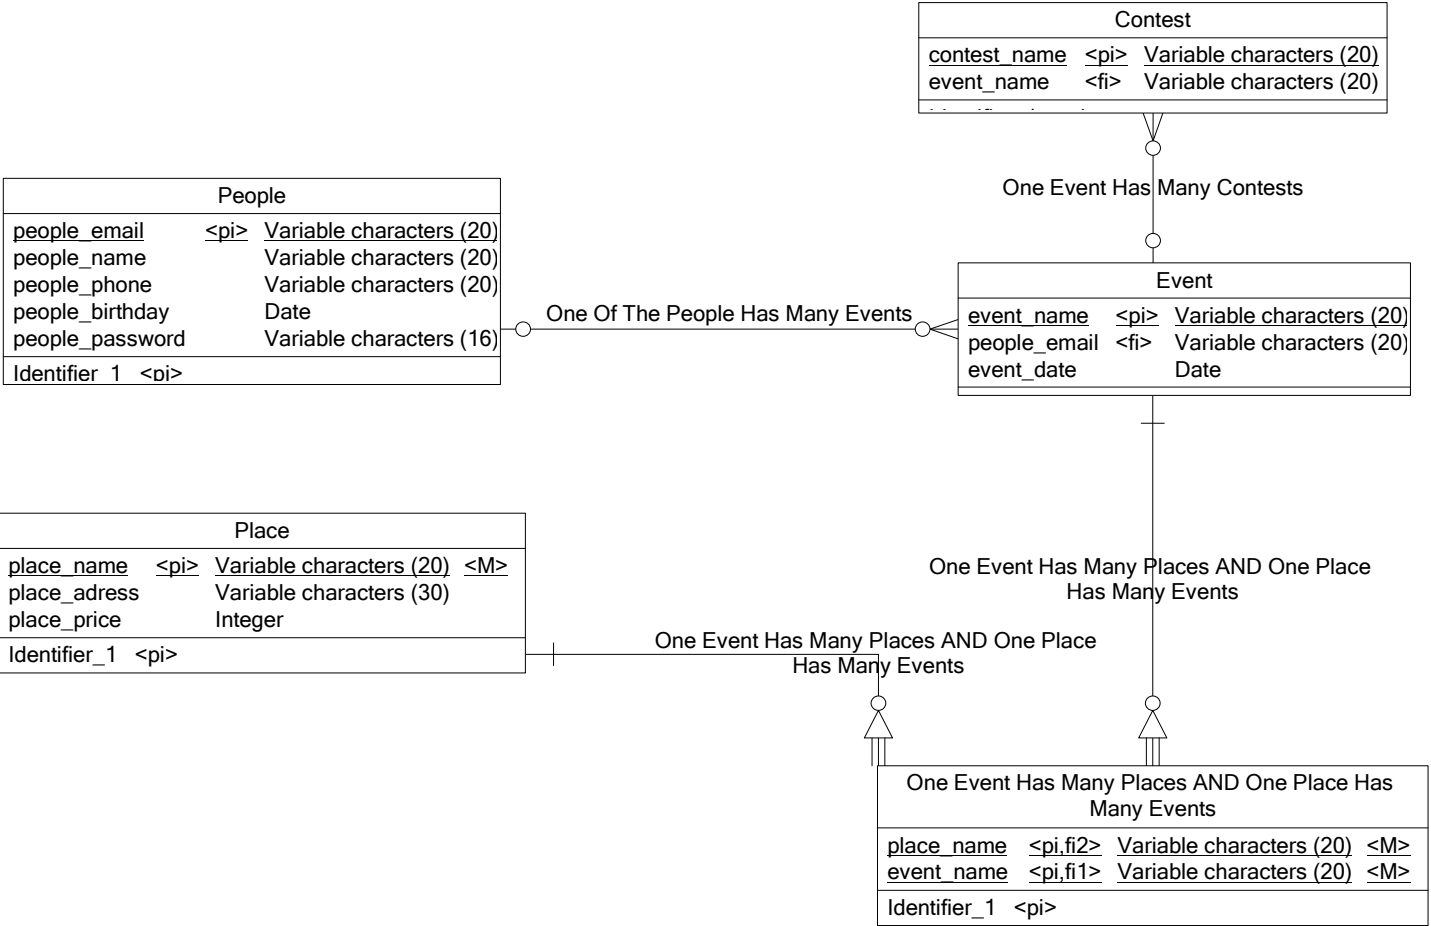 Contest
contest_name <pi> Variable characters (20)
event_name <fi> Variable characters (20)
One Event Has Many Contests
People
people_email <pi> Variable characters (20)
people_name Variable characters (20)
people_phone Variable characters (20)
people_birthday Date
people_password Variable characters (16)
Identifier_1 <pi>
One Of The People Has Many Events
Event
event_name <pi> Variable characters (20)
people_email <fi> Variable characters (20)
event_date Date
Place
place_name <pi> Variable characters (20) <M>
place_adress Variable characters (30)
place_price Integer
Identifier_1 <pi>
One Event Has Many Places AND One Place
Has Many Events
One Event Has Many Places AND One Place
Has Many Events
One Event Has Many Places AND One Place Has
Many Events
place_name <pi,fi2> Variable characters (20) <M>
event_name <pi,fi1> Variable characters (20) <M>
Identifier_1 <pi>